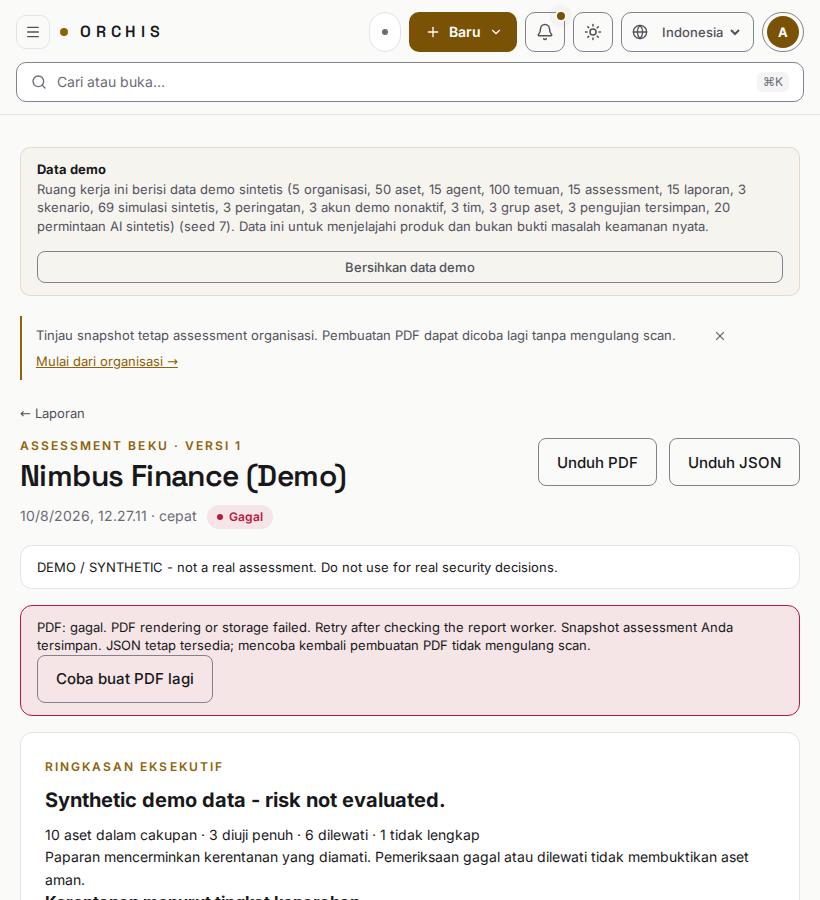 ORCHIS
Baru
Indonesia
A
Cari atau buka...
⌘K
Data demo
Ruang kerja ini berisi data demo sintetis (5 organisasi, 50 aset, 15 agent, 100 temuan, 15 assessment, 15 laporan, 3
skenario, 69 simulasi sintetis, 3 peringatan, 3 akun demo nonaktif, 3 tim, 3 grup aset, 3 pengujian tersimpan, 20
permintaan AI sintetis) (seed 7). Data ini untuk menjelajahi produk dan bukan bukti masalah keamanan nyata.
Bersihkan data demo
Tinjau snapshot tetap assessment organisasi. Pembuatan PDF dapat dicoba lagi tanpa mengulang scan.
Mulai dari organisasi →
← Laporan
ASSESSMENT BEKU · VERSI 1
Nimbus Finance (Demo)
Unduh PDF
Unduh JSON
10/8/2026, 12.27.11 · cepat
Gagal
DEMO / SYNTHETIC - not a real assessment. Do not use for real security decisions.
PDF: gagal. PDF rendering or storage failed. Retry after checking the report worker. Snapshot assessment Anda
tersimpan. JSON tetap tersedia; mencoba kembali pembuatan PDF tidak mengulang scan.
Coba buat PDF lagi
RINGKASAN EKSEKUTIF
Synthetic demo data - risk not evaluated.
10 aset dalam cakupan · 3 diuji penuh · 6 dilewati · 1 tidak lengkap
Paparan mencerminkan kerentanan yang diamati. Pemeriksaan gagal atau dilewati tidak membuktikan aset
aman.
Kerentanan menurut tingkat keparahan